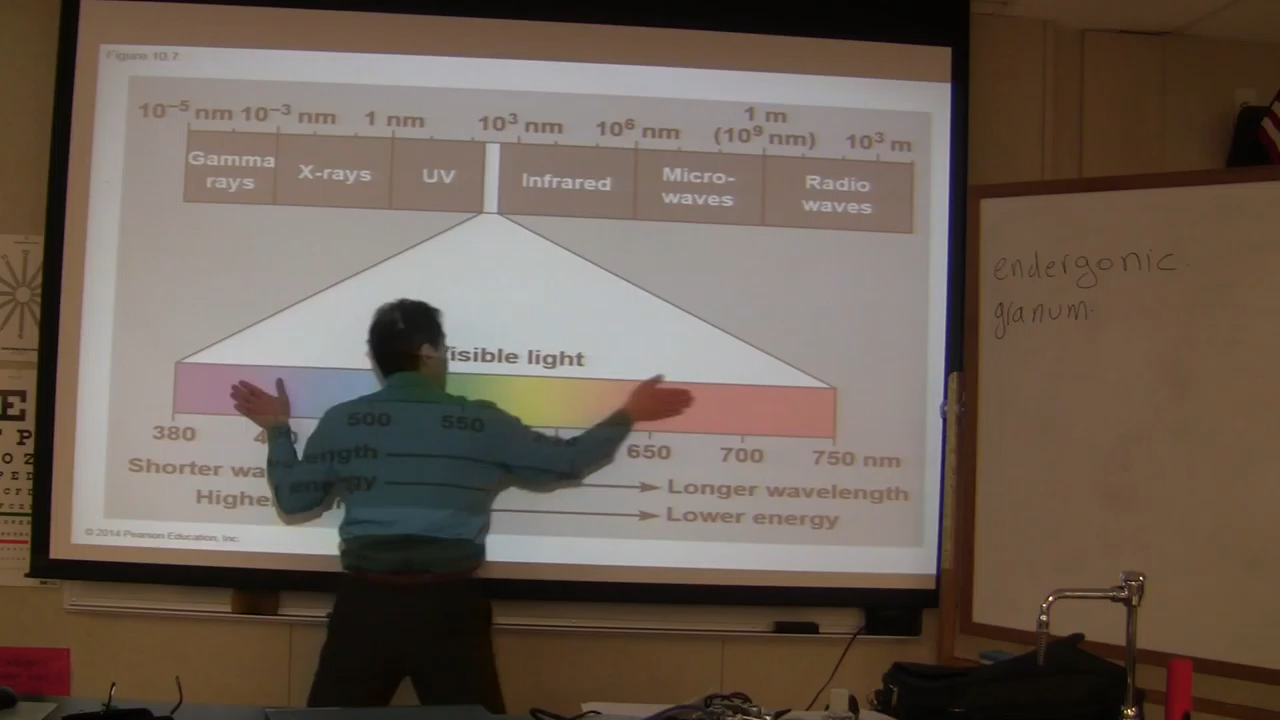 Figure 10.7
10⁻⁵ nm 10⁻³ nm 1 nm 10³ nm 10⁶ nm 1 m (10⁹ nm) 10³ m
Gamma rays X-rays UV Infrared Micro-waves Radio waves
isible light
380 500 550 650 700 750 nm
Shorter ength Longer wavelength
Highe Lower energy
© 2014 Pearson Education, Inc.
endergonic
granum
E